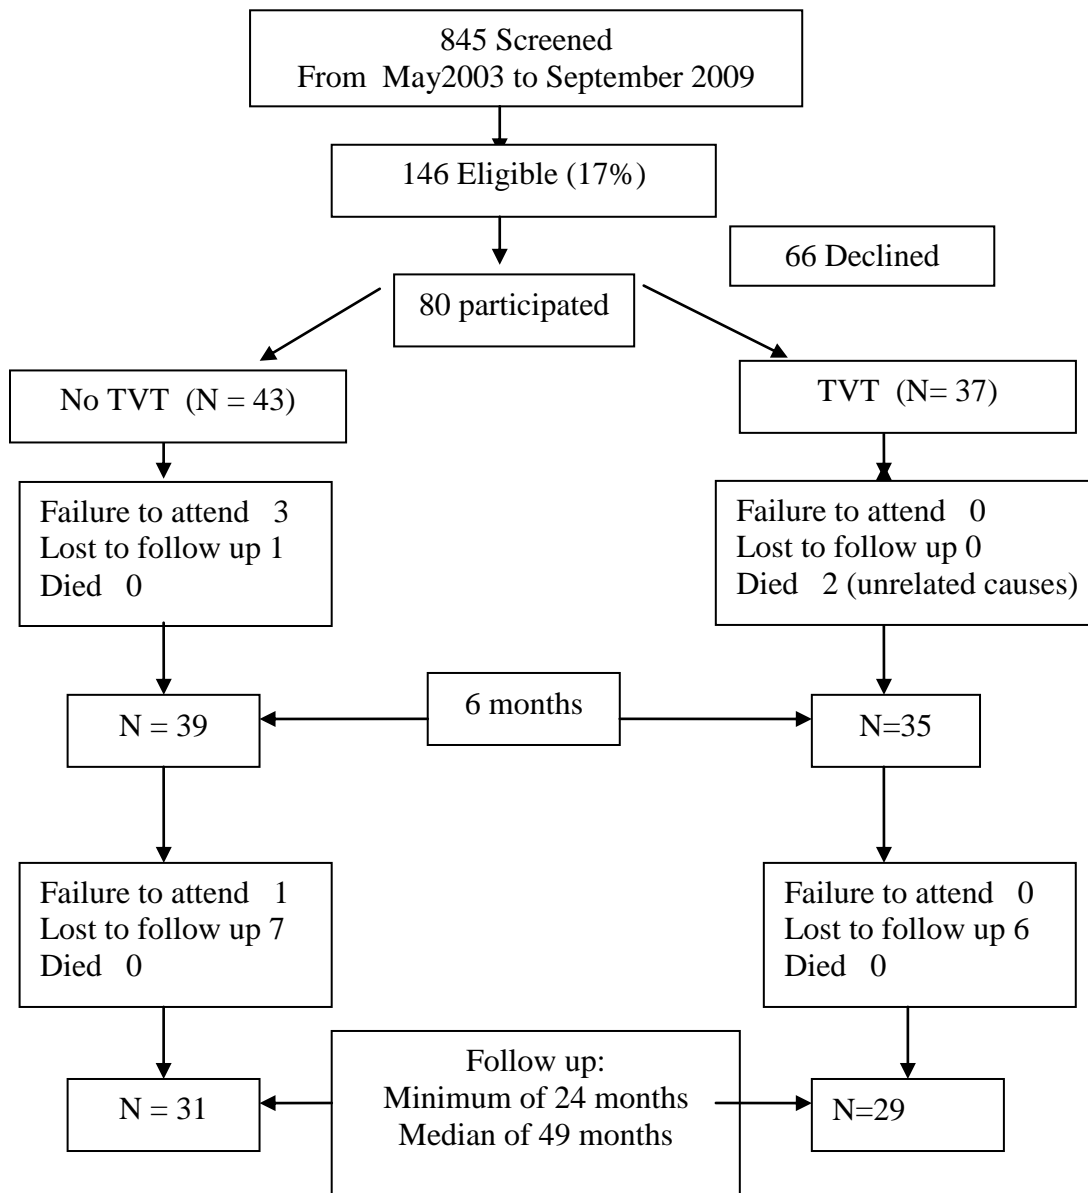 845 Screened
From May2003 to September 2009
146 Eligible (17%)
66 Declined
80 participated
No TVT (N = 43)
TVT (N= 37)
Failure to attend 3
Lost to follow up 1
Died 0
Failure to attend 0
Lost to follow up 0
Died 2 (unrelated causes)
N = 39
6 months
N=35
Failure to attend 1
Lost to follow up 7
Died 0
Failure to attend 0
Lost to follow up 6
Died 0
N = 31
Follow up:
Minimum of 24 months
Median of 49 months
N=29